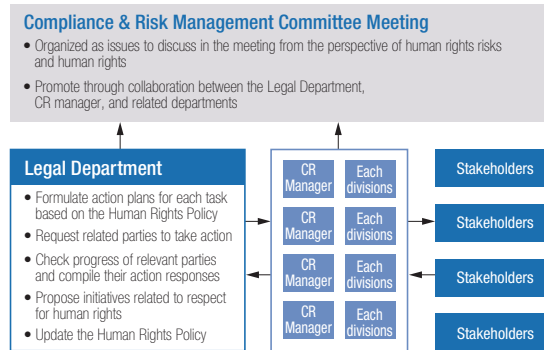 Compliance & Risk Management Committee Meeting
• Organized as issues to discuss in the meeting from the perspective of human rights risks
and human rights
• Promote through collaboration between the Legal Department,
CR manager, and related departments
Legal Department
• Formulate action plans for each task
based on the Human Rights Policy
• Request related parties to take action
• Check progress of relevant parties
and compile their action responses
• Propose initiatives related to respect
for human rights
• Update the Human Rights Policy
CR
Manager
Each
divisions
CR
Manager
Each
divisions
CR
Manager
Each
divisions
CR
Manager
Each
divisions
Stakeholders
Stakeholders
Stakeholders
Stakeholders